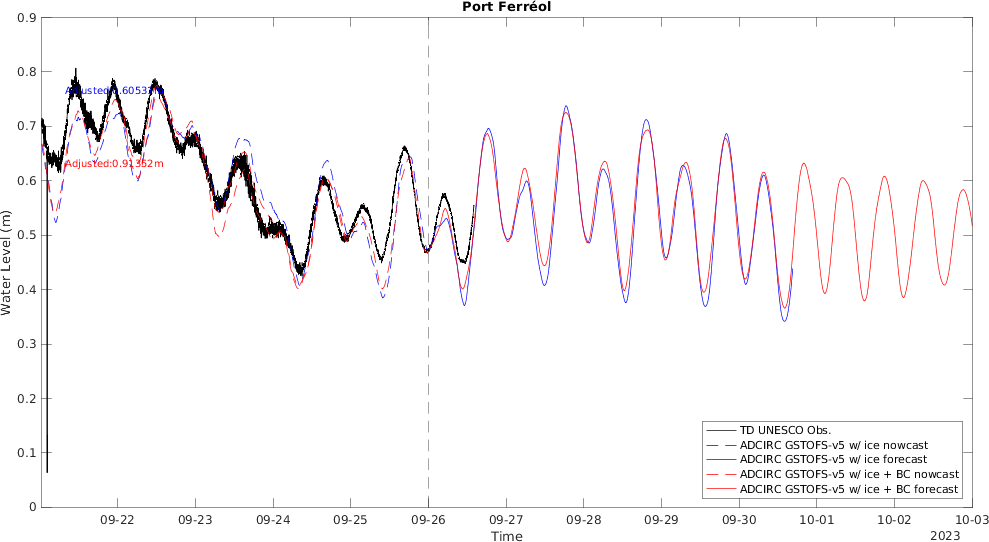 Port Ferréol
0.9
0.8
0.7
0.6
0.5
0.4
0.3
0.2
0.1
0
Water Level (m)
Adjusted:0.6053 m
Adjusted:0.91352m
TD UNESCO Obs.
ADCIRC GSTOFS-v5 w/ ice nowcast
ADCIRC GSTOFS-v5 w/ ice forecast
ADCIRC GSTOFS-v5 w/ ice + BC nowcast
ADCIRC GSTOFS-v5 w/ ice + BC forecast
09-22 09-23 09-24 09-25 09-26 09-27 09-28 09-29 09-30 10-01 10-02 10-03
Time
2023